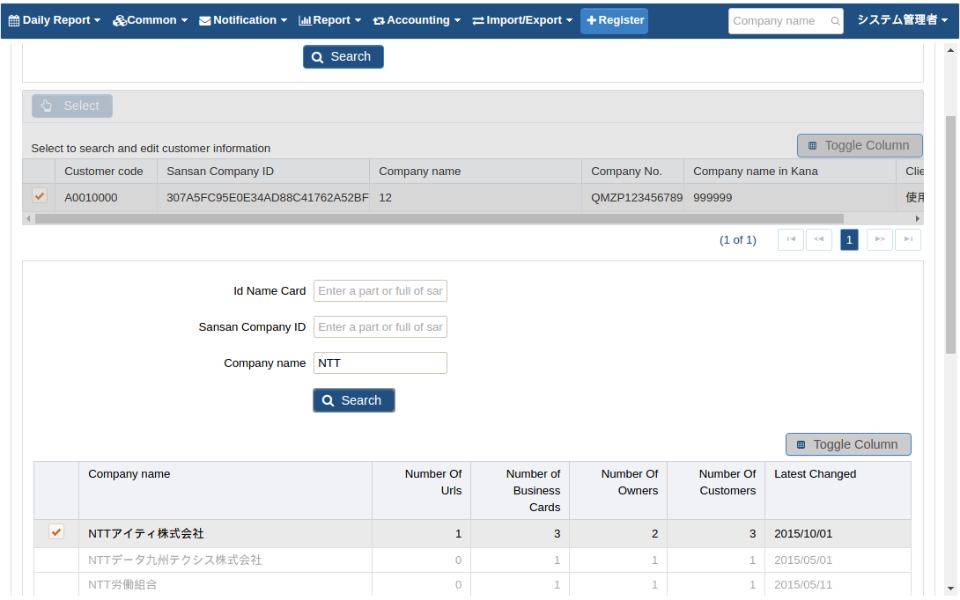 Daily Report Common Notification Report Accounting Import/Export Register Company name システム管理者
Search
Select
Select to search and edit customer information Toggle Column
Customer code Sansan Company ID Company name Company No. Company name in Kana Clie
A0010000 307A5FC95E0E34AD88C41762A52BF 12 QMZP123456789 999999 使用
(1 of 1) 1
Id Name Card Enter a part or full of sar
Sansan Company ID Enter a part or full of sar
Company name NTT
Search
Toggle Column
Company name Number Of Urls Number of Business Cards Number Of Owners Number Of Customers Latest Changed
NTTアイティ株式会社 1 3 2 3 2015/10/01
NTTデータ九州テクシス株式会社 0 1 1 1 2015/05/01
NTT労働組合 0 1 1 1 2015/05/11